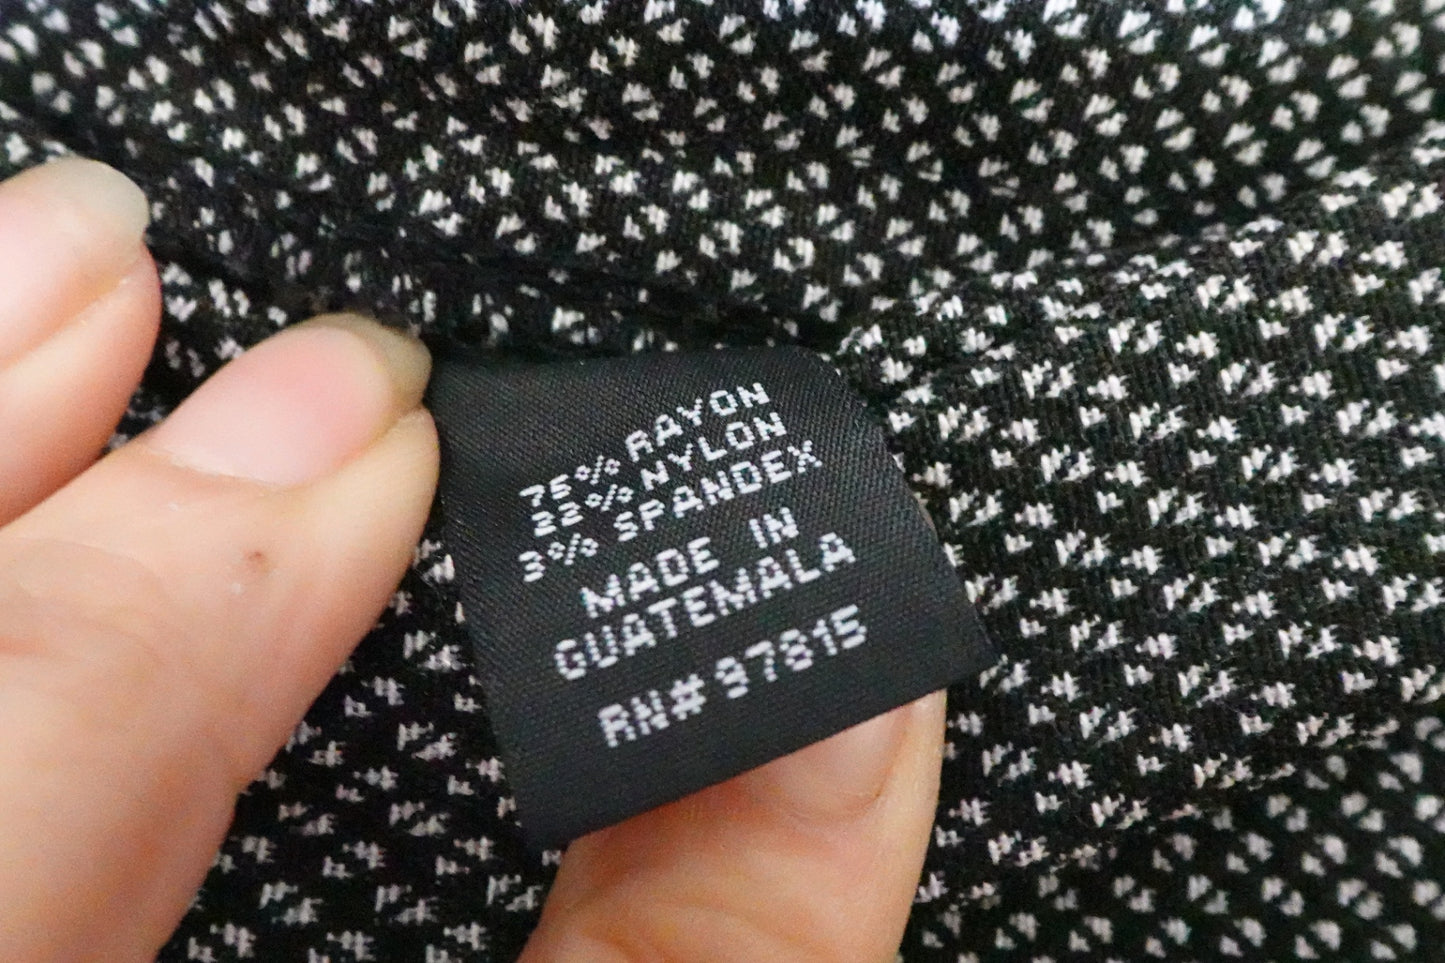 75% RAYON
22% NYLON
3% SPANDEX
MADE IN
GUATEMALA
RN# 97815